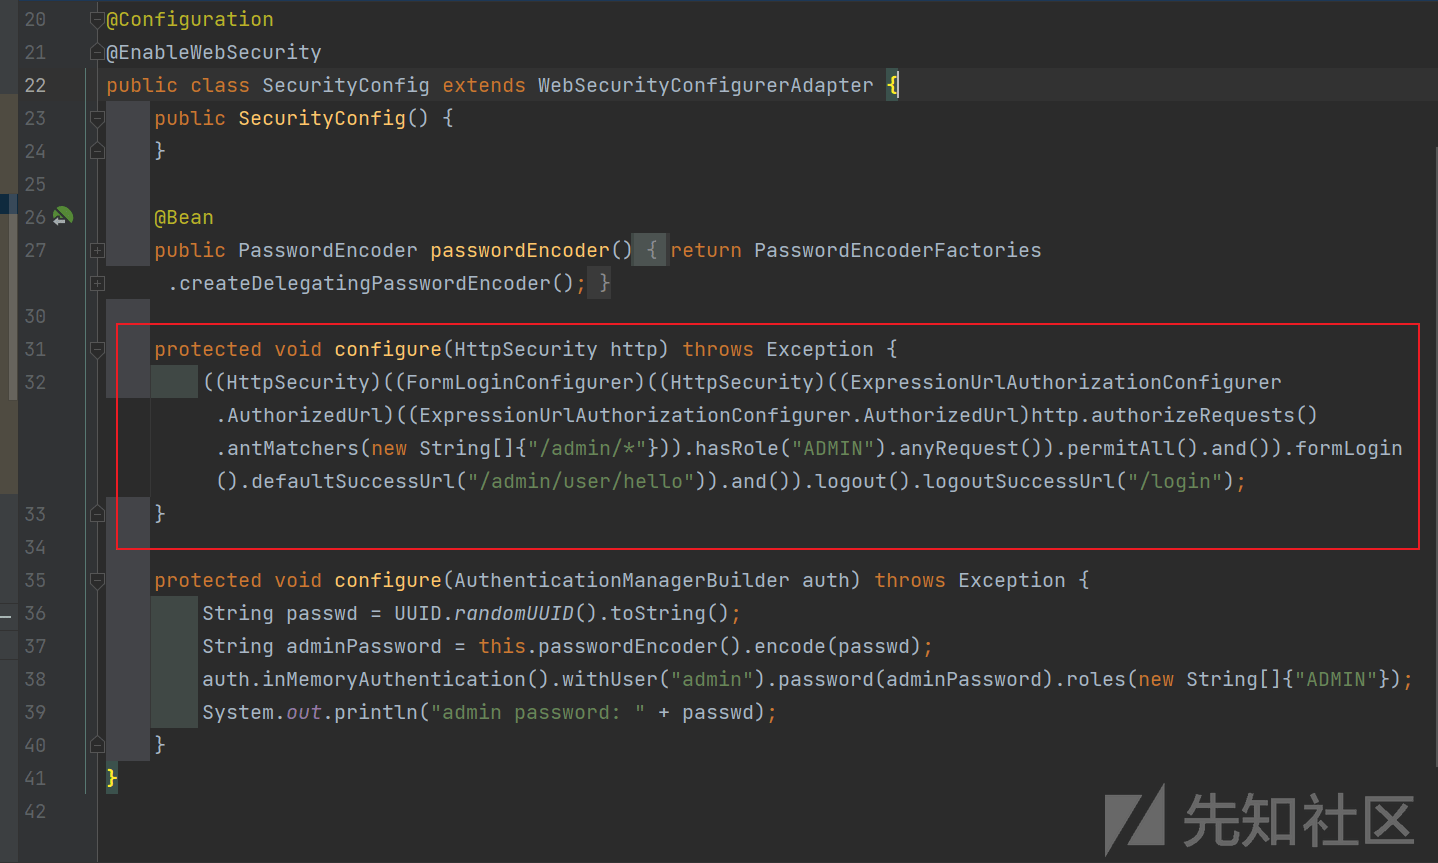 20 @Configuration
21 @EnableWebSecurity
22 public class SecurityConfig extends WebSecurityConfigurerAdapter {
23 public SecurityConfig() {
24 }
25
26 @Bean
27 public PasswordEncoder passwordEncoder() { return PasswordEncoderFactories
.createDelegatingPasswordEncoder(); }
30
31 protected void configure(HttpSecurity http) throws Exception {
32 ((HttpSecurity)((FormLoginConfigurer)((HttpSecurity)((ExpressionUrlAuthorizationConfigurer
.AuthorizedUrl)((ExpressionUrlAuthorizationConfigurer.AuthorizedUrl)http.authorizeRequests()
.antMatchers(new String[]{"/admin/*"})).hasRole("ADMIN").anyRequest()).permitAll().and()).formLogin
().defaultSuccessUrl("/admin/user/hello")).and()).logout().logoutSuccessUrl("/login");
33 }
34
35 protected void configure(AuthenticationManagerBuilder auth) throws Exception {
36 String passwd = UUID.randomUUID().toString();
37 String adminPassword = this.passwordEncoder().encode(passwd);
38 auth.inMemoryAuthentication().withUser("admin").password(adminPassword).roles(new String[]{"ADMIN"});
39 System.out.println("admin password: " + passwd);
40 }
41 }
42
先知社区